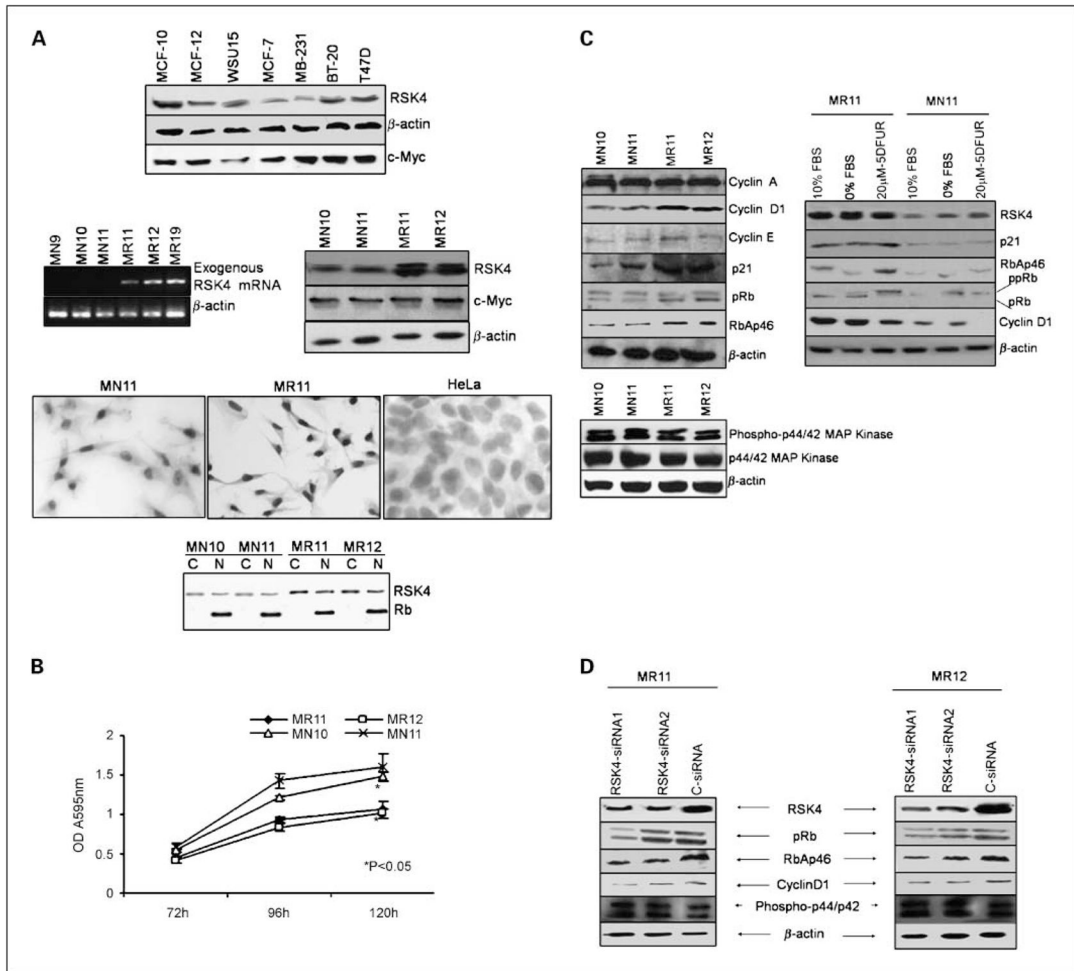 A
MCF-10 MCF-12 WSU15 MCF-7 MB-231 BT-20 T47D
RSK4
β-actin
c-Myc
MN9 MN10 MN11 MR11 MR12 MR19
Exogenous
RSK4 mRNA
β-actin
MN10 MN11 MR11 MR12
RSK4
c-Myc
β-actin
MN11 MR11 HeLa
MN10 MN11 MR11 MR12
C N C N C N C N
RSK4
Rb
B
MR11 MR12
MN10 MN11
2
1.5
1
0.5
0
OD A595nm
*
*
*P<0.05
72h 96h 120h
C
MN10 MN11 MR11 MR12
Cyclin A
Cyclin D1
Cyclin E
p21
pRb
RbAp46
β-actin
MR11 MN11
10% FBS 0% FBS 20μM-5DFUR 10% FBS 0% FBS 20μM-5DFUR
RSK4
p21
RbAp46
ppRb
pRb
Cyclin D1
β-actin
MN10 MN11 MR11 MR12
Phospho-p44/42 MAP Kinase
p44/42 MAP Kinase
β-actin
D
MR11 MR12
RSK4-siRNA1 RSK4-siRNA2 C-siRNA RSK4-siRNA1 RSK4-siRNA2 C-siRNA
RSK4
pRb
RbAp46
CyclinD1
Phospho-p44/p42
β-actin